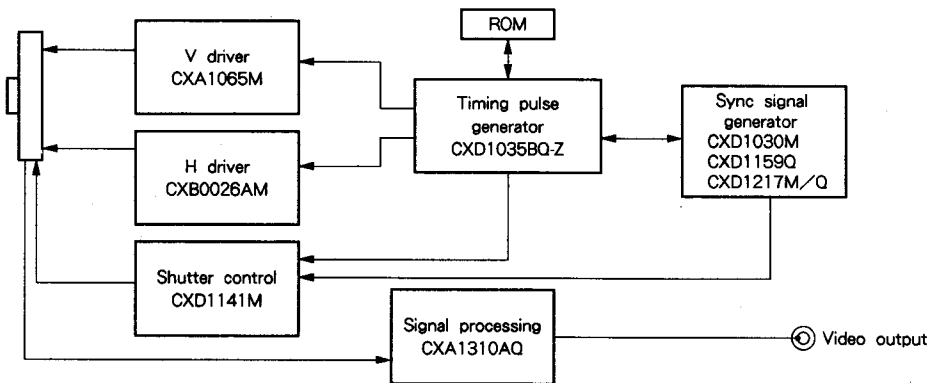 ROM
V driver
CXA1065M
Timing pulse
generator
CXD1035BQ-Z
Sync signal
generator
CXD1030M
CXD1159Q
CXD1217M/Q
H driver
CXB0026AM
Shutter control
CXD1141M
Signal processing
CXA1310AQ
Video output